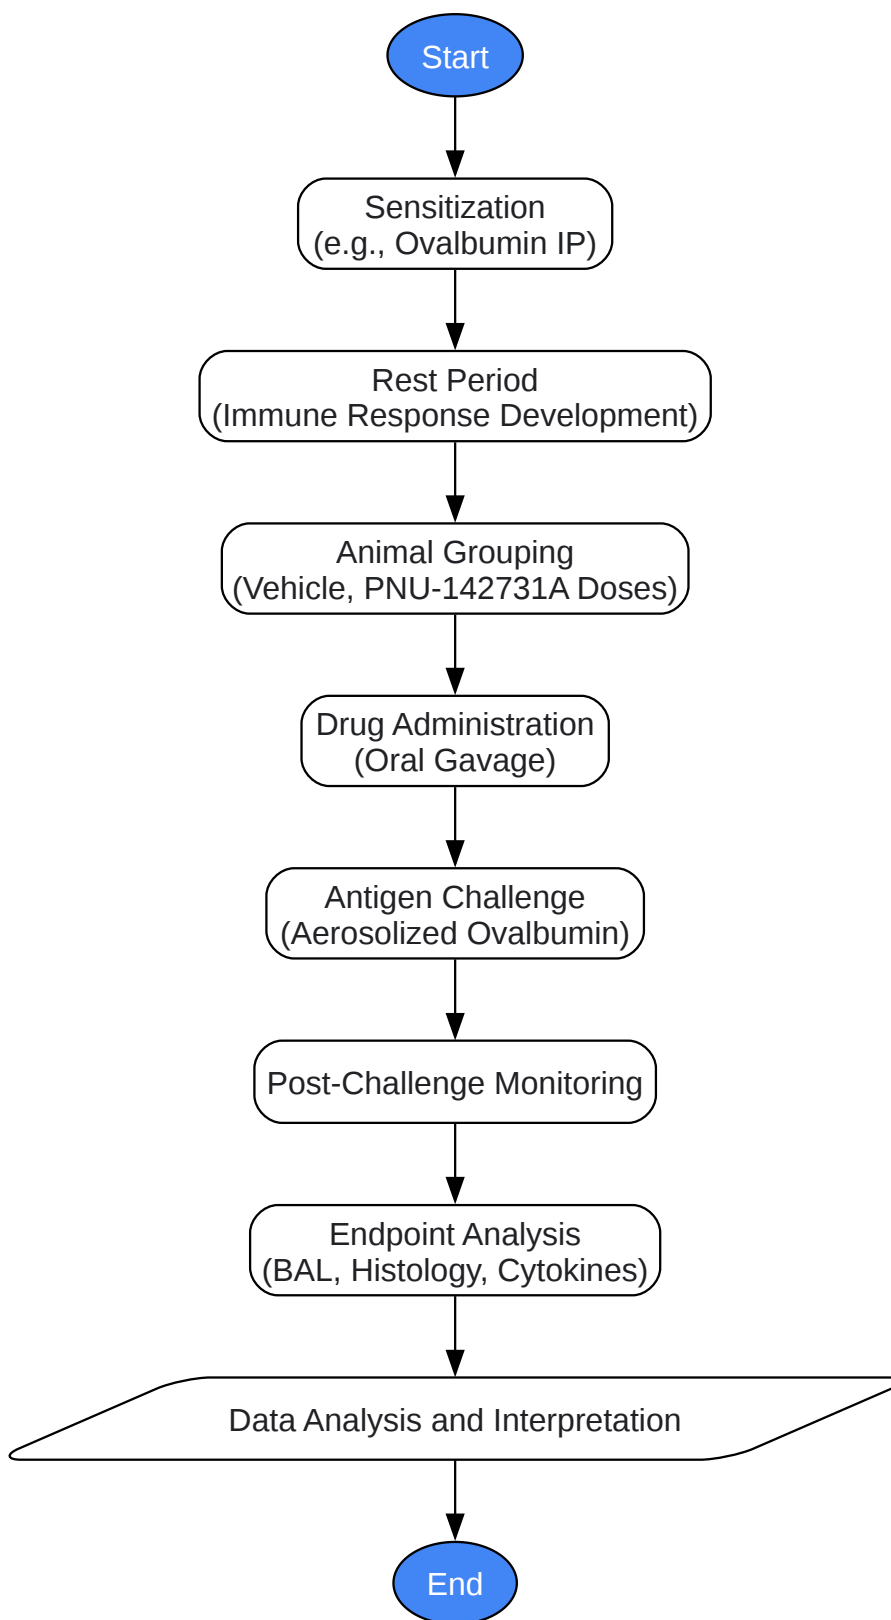 Start
Sensitization
(e.g., Ovalbumin IP)
Rest Period
(Immune Response Development)
Animal Grouping
(Vehicle, PNU-142731A Doses)
Drug Administration
(Oral Gavage)
Antigen Challenge
(Aerosolized Ovalbumin)
Post-Challenge Monitoring
Endpoint Analysis
(BAL, Histology, Cytokines)
Data Analysis and Interpretation
End